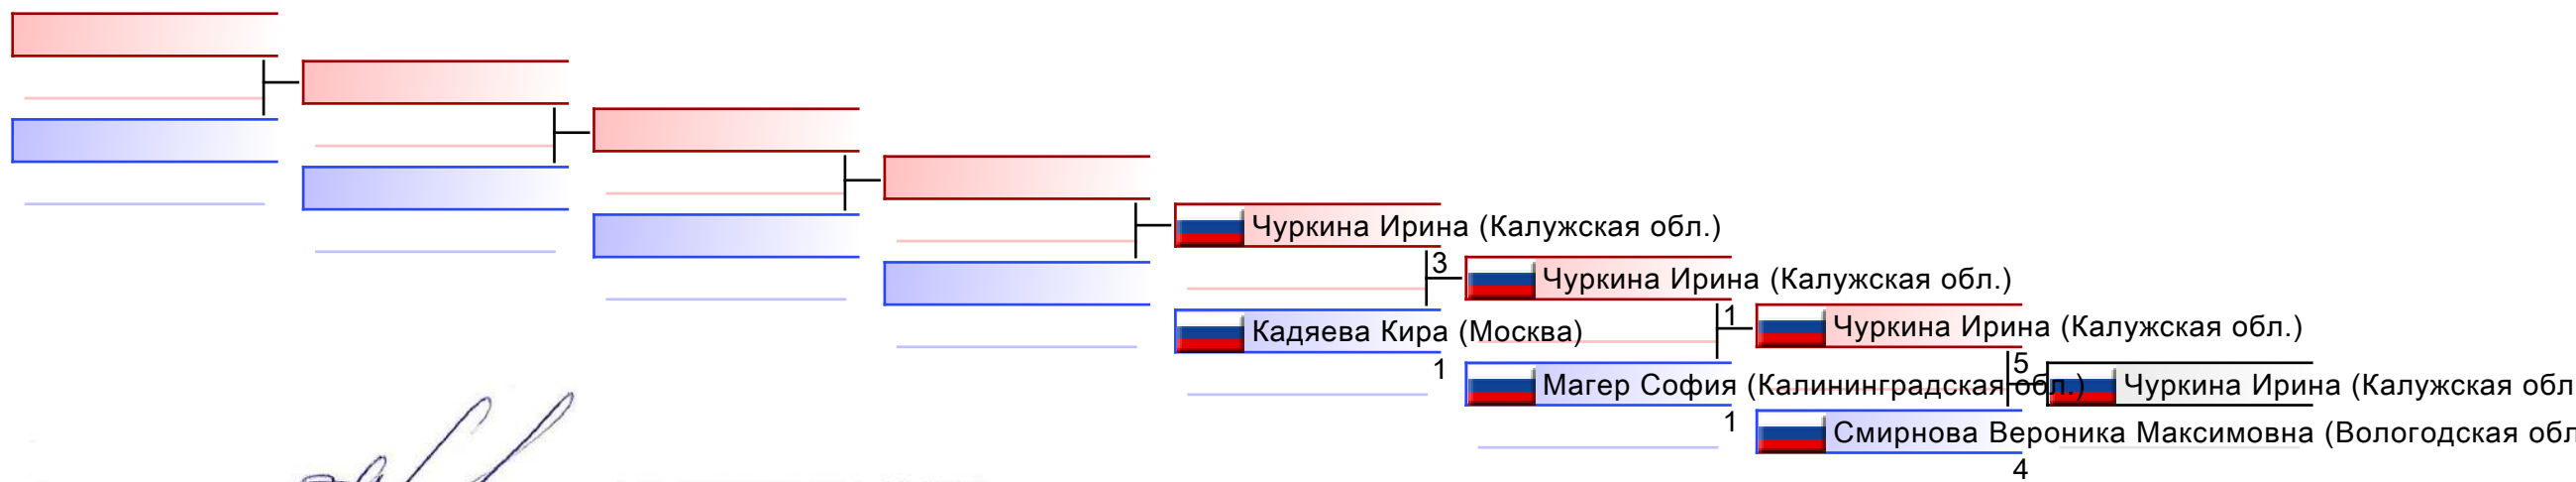 Чуркина Ирина (Калужская обл.)
3
Чуркина Ирина (Калужская обл.)
Кадяева Кира (Москва)
1
1
Чуркина Ирина (Калужская обл.)
Магер София (Калининградская обл.)
1
5
Чуркина Ирина (Калужская обл
Смирнова Вероника Максимовна (Вологодская обл
4